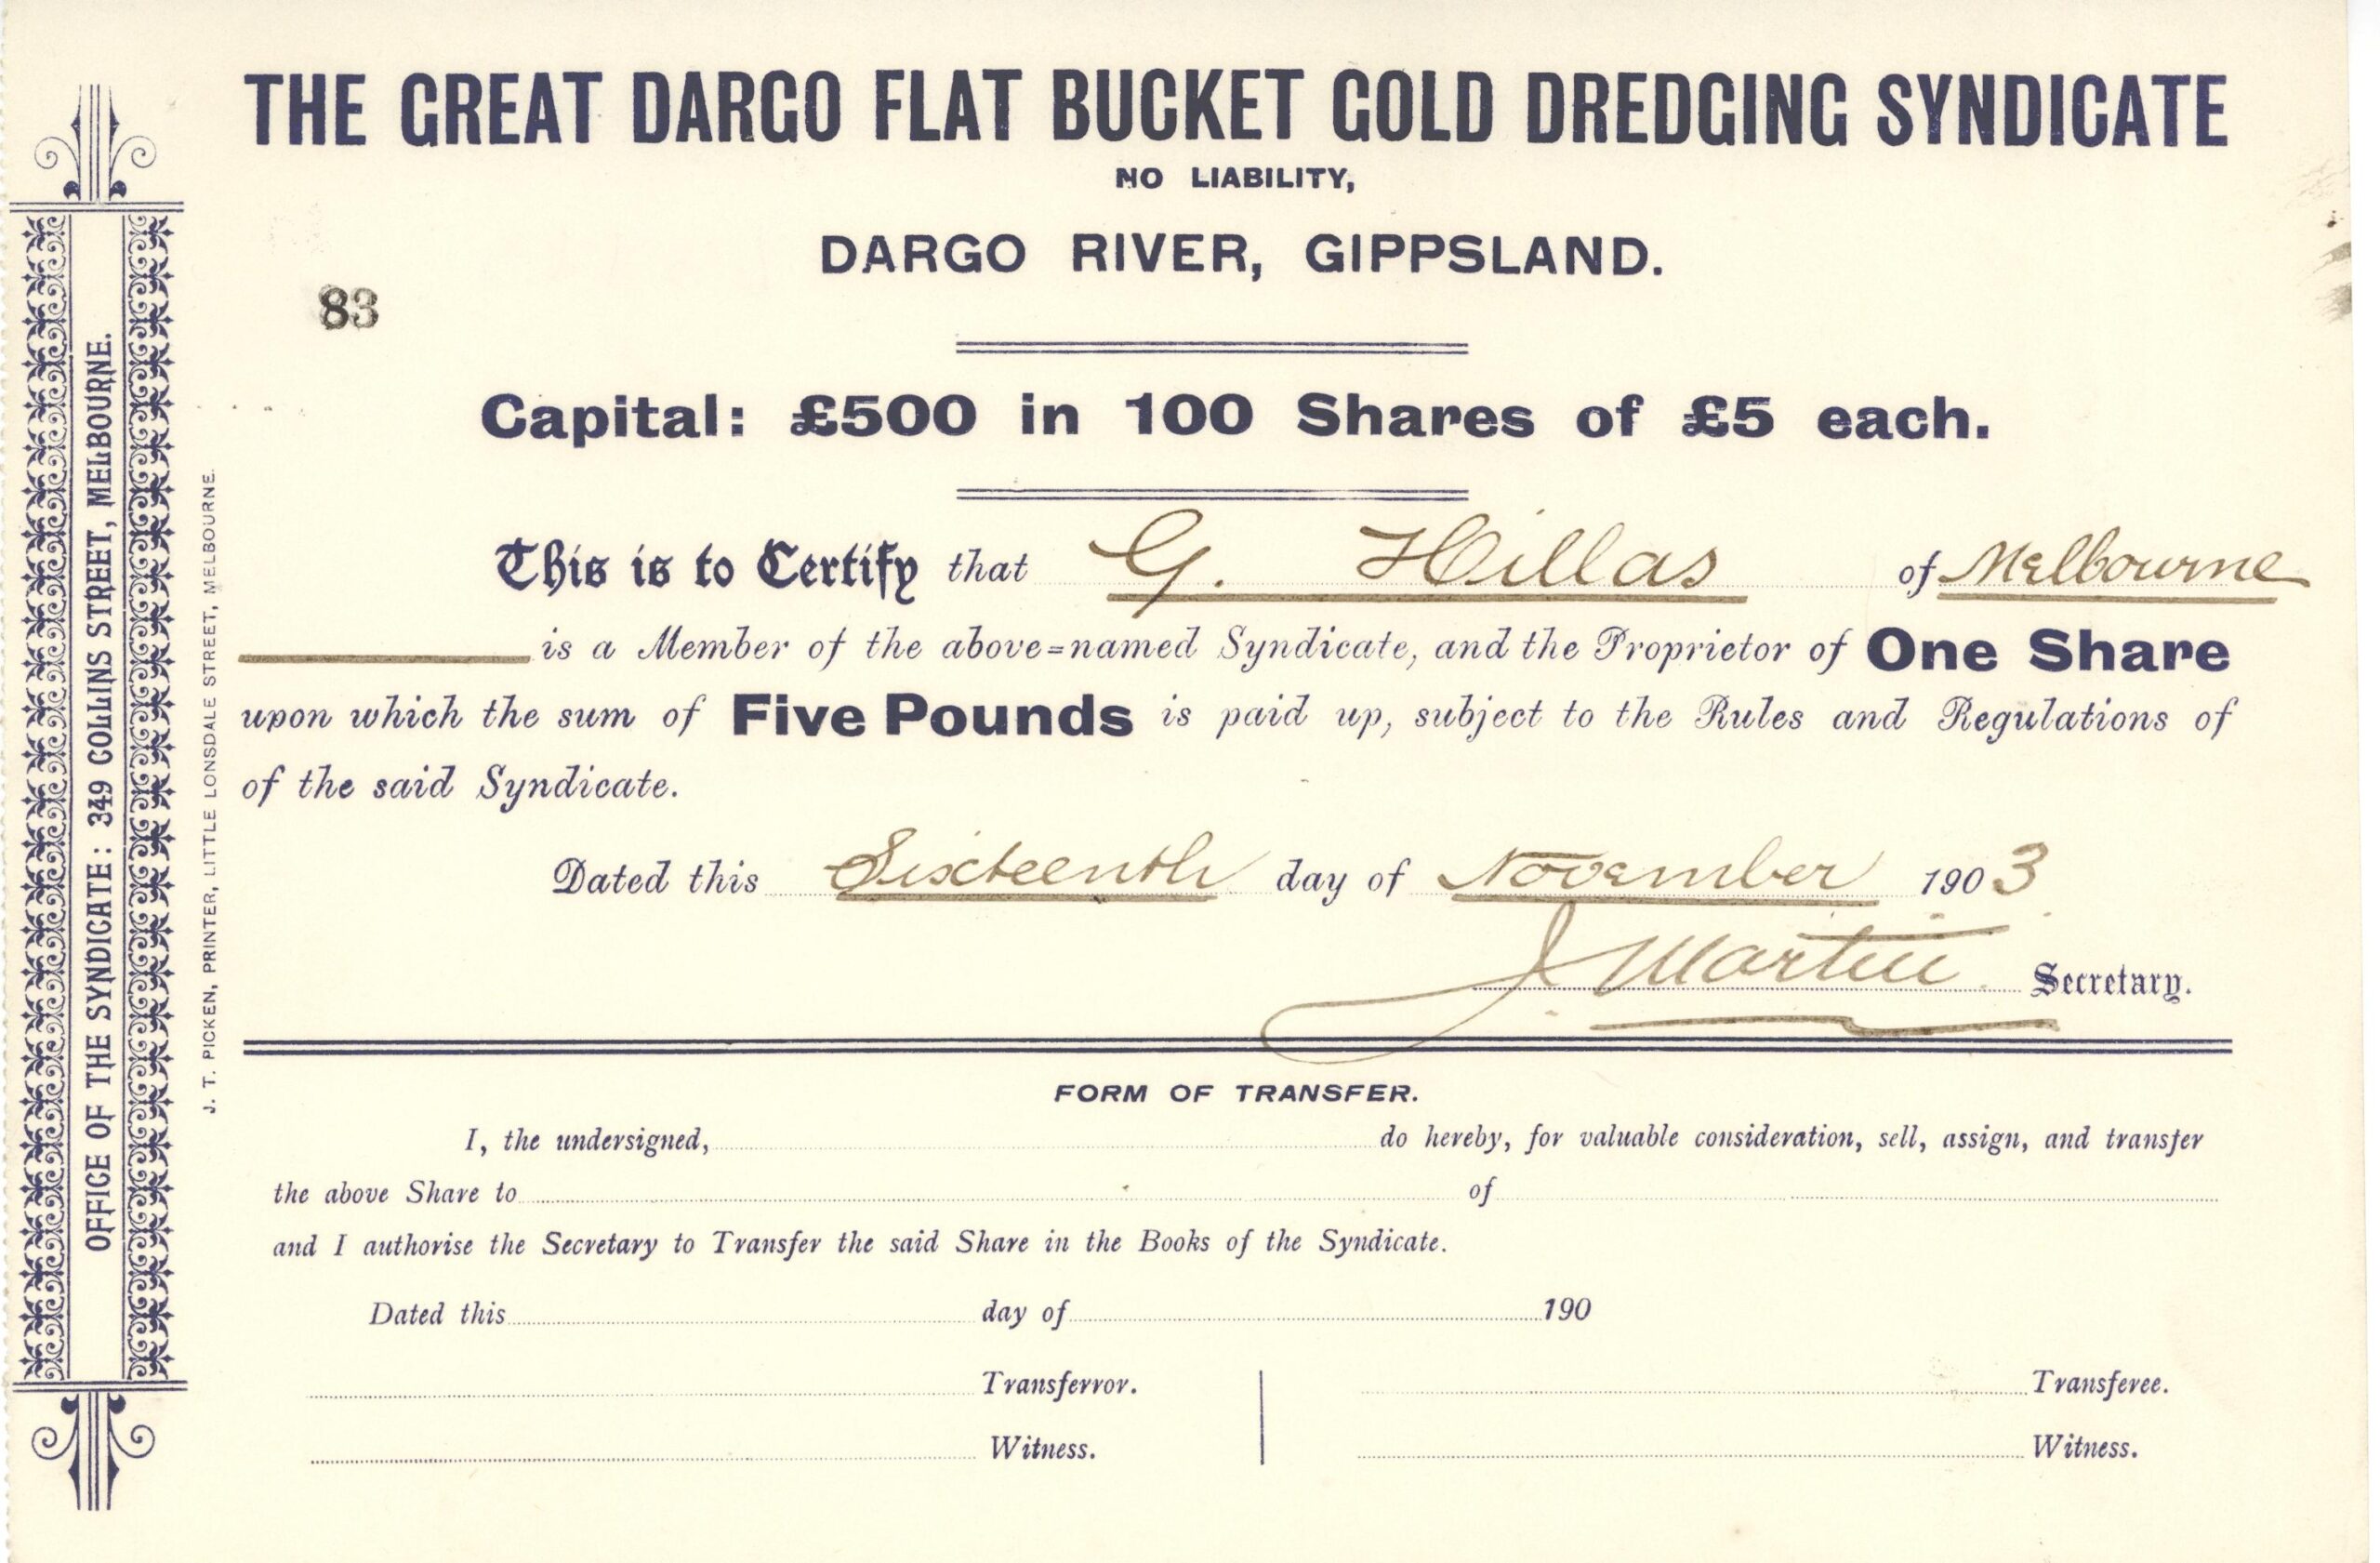 THE GREAT DARGO FLAT BUCKET GOLD DREDGING SYNDICATE
NO LIABILITY,
DARGO RIVER, GIPPSLAND.
83
Capital: £500 in 100 Shares of £5 each.
This is to Certify that G. Hillas of Melbourne
is a Member of the above=named Syndicate, and the Proprietor of One Share
upon which the sum of Five Pounds is paid up, subject to the Rules and Regulations of
of the said Syndicate.
Dated this Sixteenth day of November 1903
J. Martin Secretary.
FORM OF TRANSFER.
I, the undersigned, do hereby, for valuable consideration, sell, assign, and transfer
the above Share to of
and I authorise the Secretary to Transfer the said Share in the Books of the Syndicate.
Dated this day of 190
Transferror. Transferee.
Witness. Witness.
OFFICE OF THE SYNDICATE: 349 COLLINS STREET, MELBOURNE.
J. T. PICKEN, PRINTER, LITTLE LONSDALE STREET, MELBOURNE.